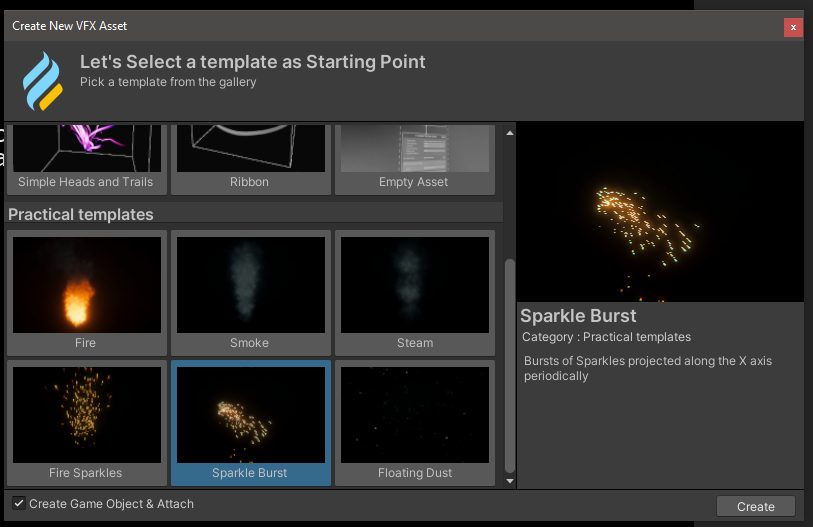 Create New VFX Asset
x
Let's Select a template as Starting Point
Pick a template from the gallery
Simple Heads and Trails
Ribbon
Empty Asset
Practical templates
Fire
Smoke
Steam
Fire Sparkles
Sparkle Burst
Floating Dust
Sparkle Burst
Category : Practical templates
Bursts of Sparkles projected along the X axis
periodically
Create Game Object & Attach
Create